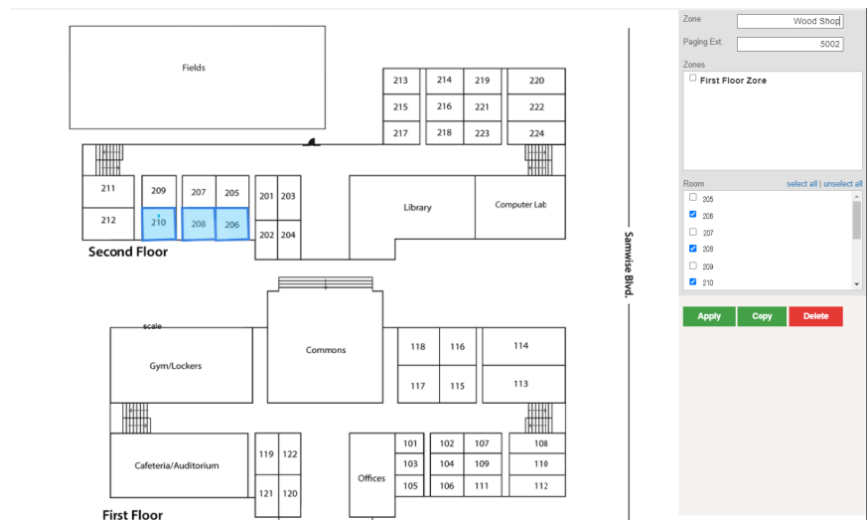 Fields
213 214 219 220
215 216 221 222
217 218 223 224
211 209 207 205 201 203
212 210 208 206 202 204
Library
Computer Lab
Second Floor
Samwise Blvd.
scale
Gym/Lockers
Commons
118 116 114
117 115 113
Cafeteria/Auditorium
119 122
121 120
Offices
101 102 107 108
103 104 109 110
105 106 111 112
First Floor
Zone Wood Shop
Paging Ext. 5002
Zones
First Floor Zore
Room select all | unselect all
205
206
207
208
209
210
Apply Copy Delete